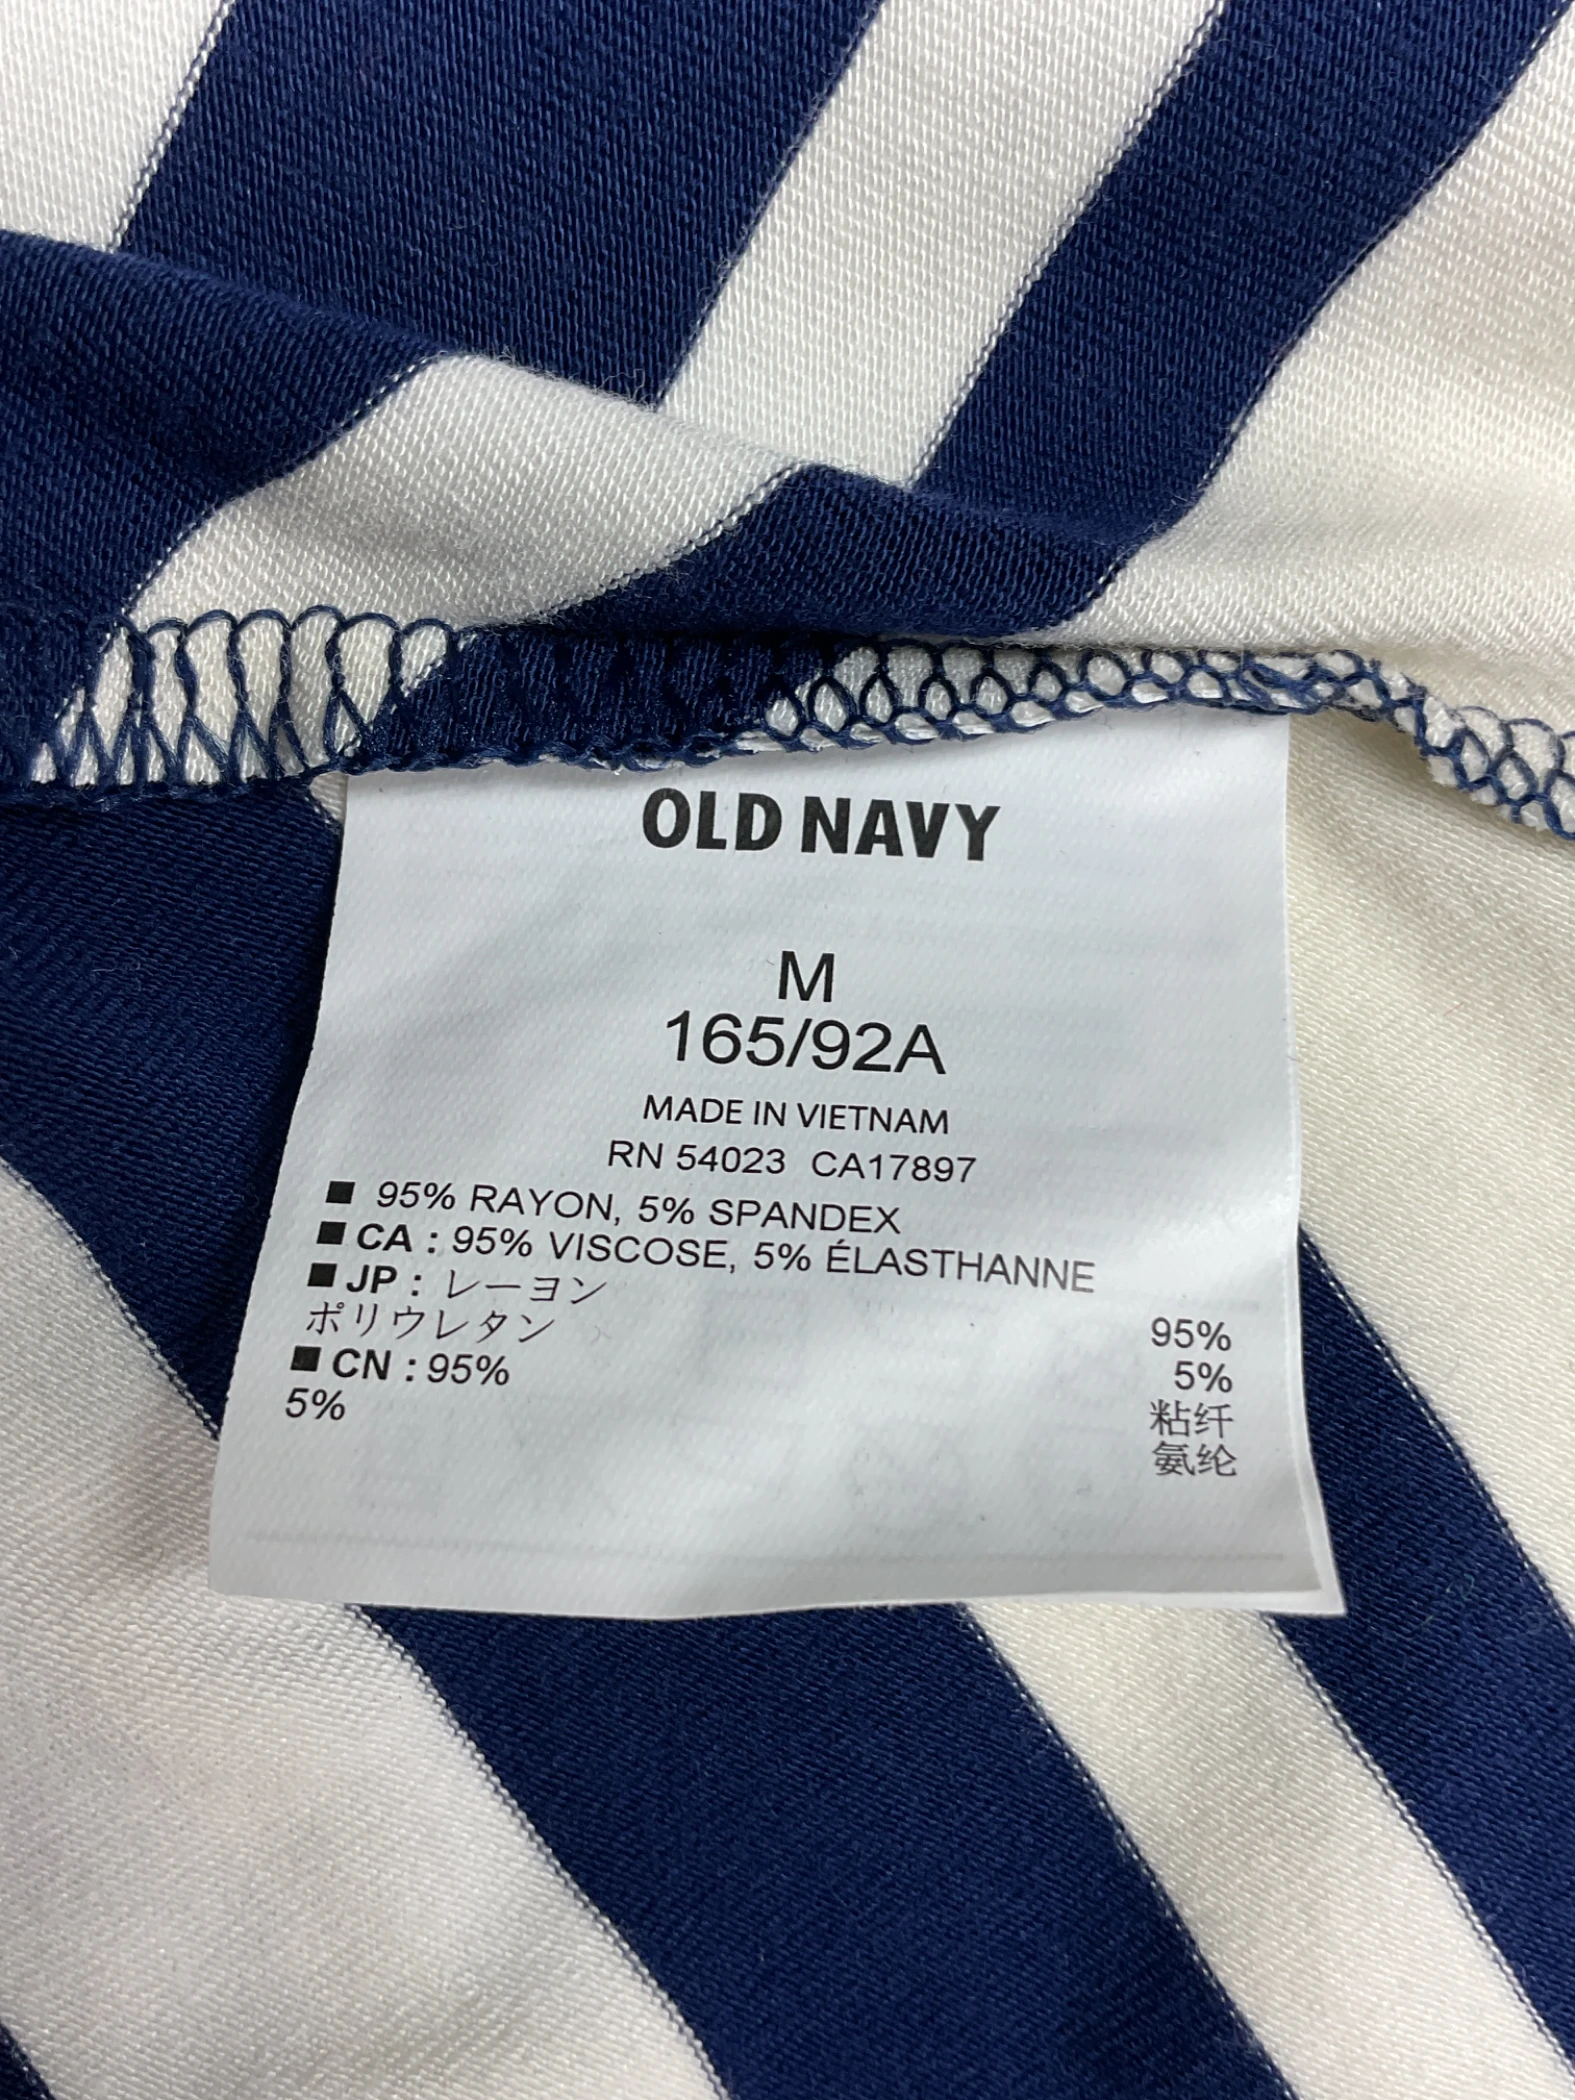 OLD NAVY
M
165/92A
MADE IN VIETNAM
RN 54023 CA17897
■ 95% RAYON, 5% SPANDEX
■ CA : 95% VISCOSE, 5% ÉLASTHANNE
■ JP : レーヨン 95%
ポリウレタン 5%
■ CN : 95% 粘纤
5% 氨纶